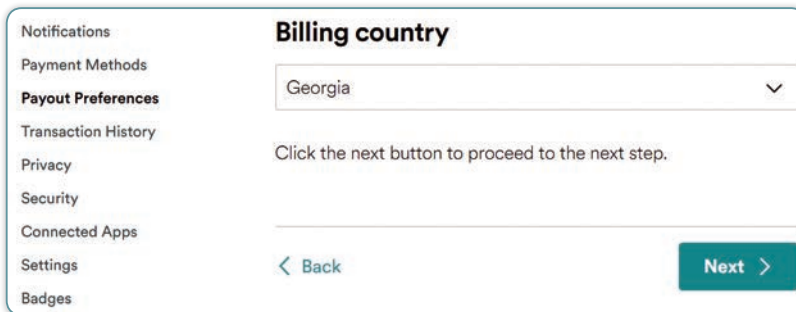 Notifications
Payment Methods
Payout Preferences
Transaction History
Privacy
Security
Connected Apps
Settings
Badges
Billing country
Georgia
Click the next button to proceed to the next step.
Back
Next